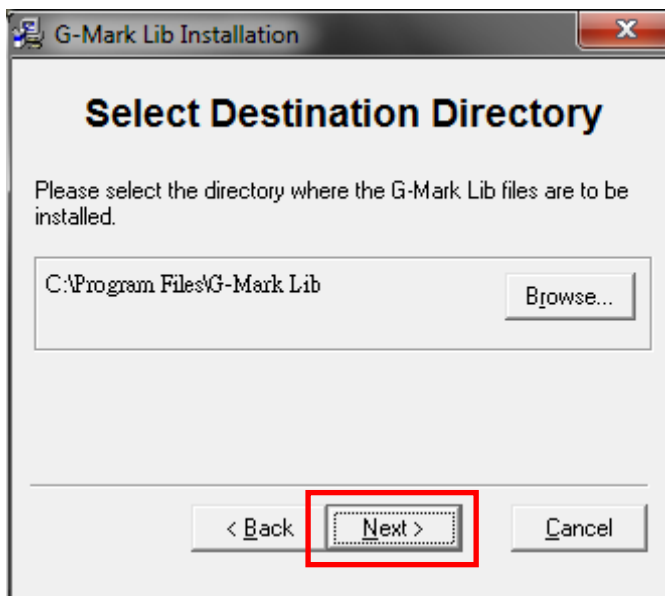 G-Mark Lib Installation
Select Destination Directory
Please select the directory where the G-Mark Lib files are to be
installed.
C:\Program Files\G-Mark Lib
Browse...
< Back
Next >
Cancel